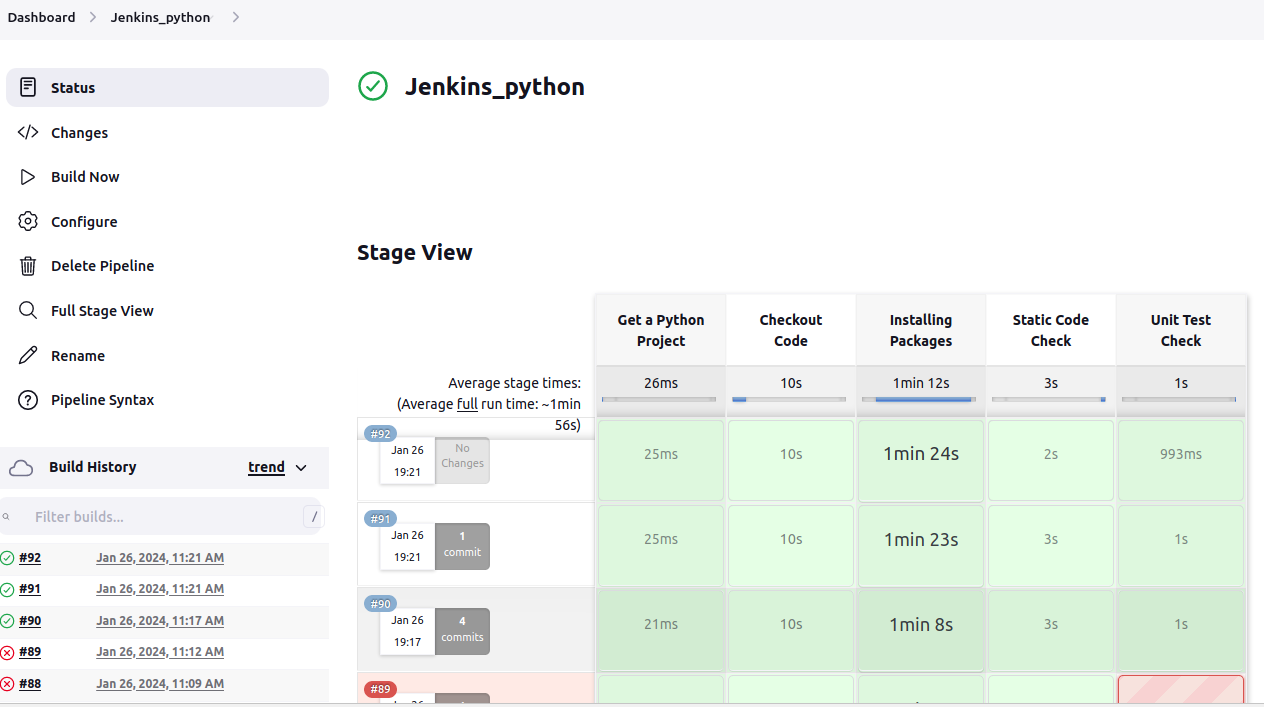 Dashboard
Jenkins_python
Status
Changes
Build Now
Configure
Delete Pipeline
Full Stage View
Rename
Pipeline Syntax
Build History
trend
Filter builds...
/
#92
Jan 26, 2024, 11:21 AM
#91
Jan 26, 2024, 11:21 AM
#90
Jan 26, 2024, 11:17 AM
#89
Jan 26, 2024, 11:12 AM
#88
Jan 26, 2024, 11:09 AM
Jenkins_python
Stage View
Get a Python
Project
Checkout
Code
Installing
Packages
Static Code
Check
Unit Test
Check
Average stage times:
(Average full run time: ~1min
56s)
26ms
10s
1min 12s
3s
1s
#92
Jan 26
19:21
No
Changes
25ms
10s
1min 24s
2s
993ms
#91
Jan 26
19:21
1
commit
25ms
10s
1min 23s
3s
1s
#90
Jan 26
19:17
4
commits
21ms
10s
1min 8s
3s
1s
#89